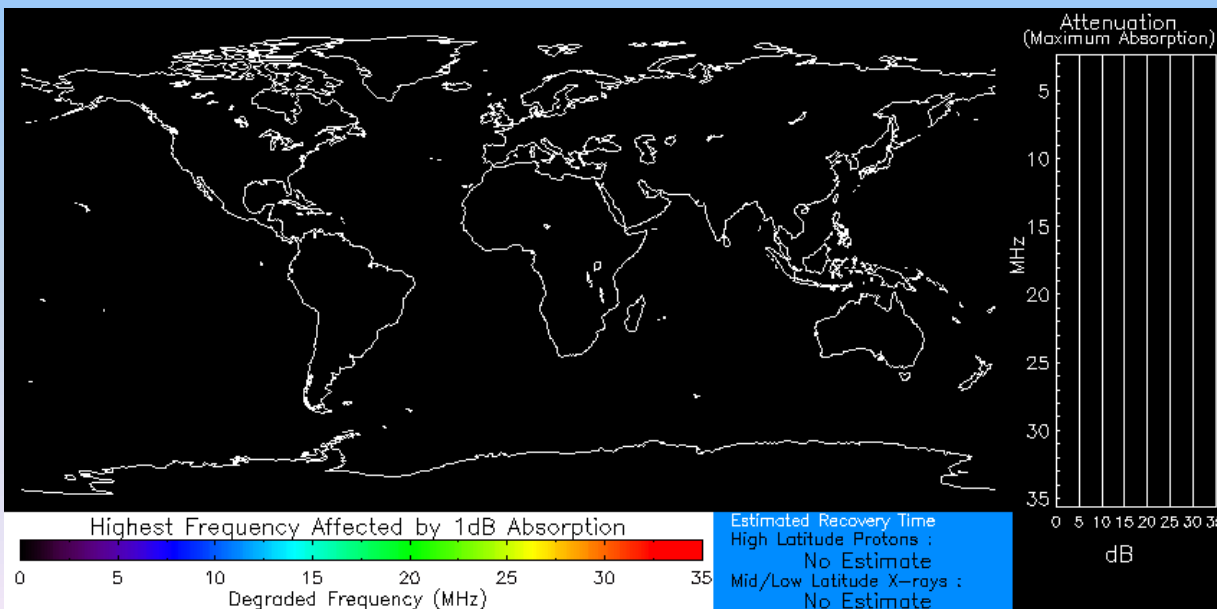 Attenuation
(Maximum Absorption)
5
10
15
20
25
30
35
MHz
0 5 10 15 20 25 30
dB
Highest Frequency Affected by 1dB Absorption
0 5 10 15 20 25 30 35
Degraded Frequency (MHz)
Estimated Recovery Time
High Latitude Protons :
No Estimate
Mid/Low Latitude X-rays :
No Estimate